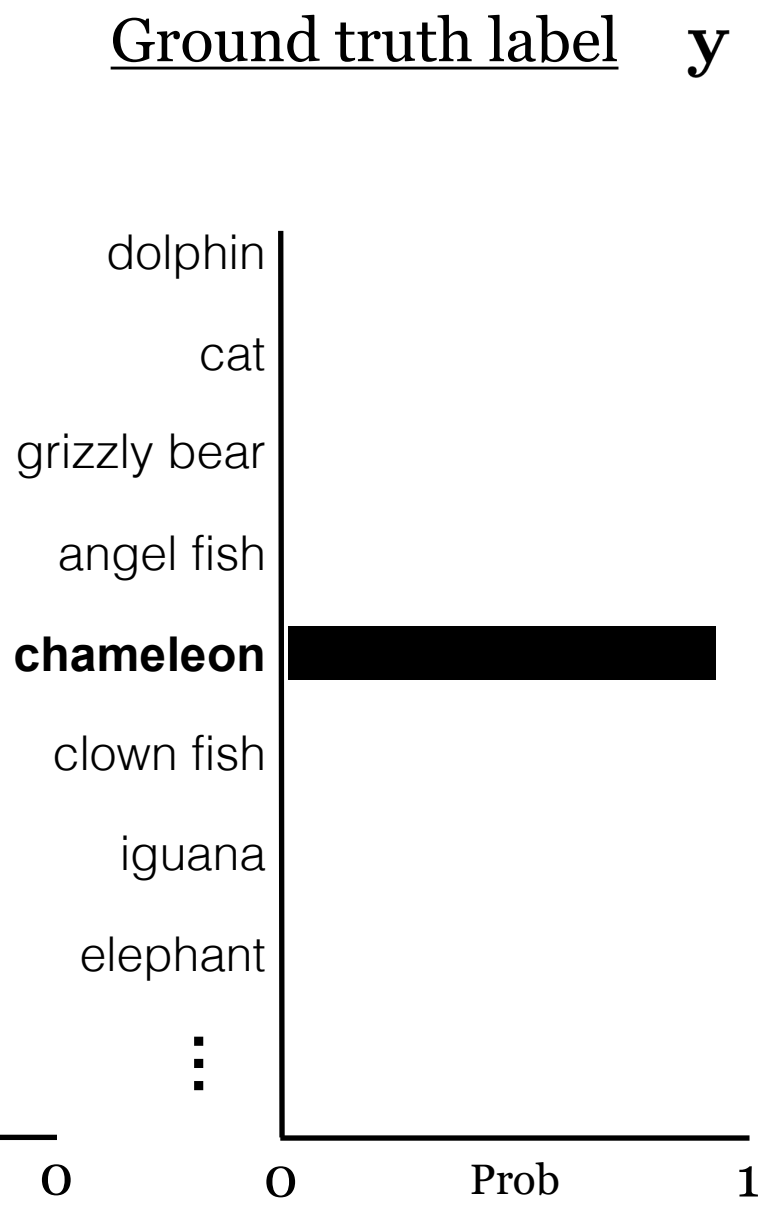 Ground truth label y
dolphin
cat
grizzly bear
angel fish
chameleon
clown fish
iguana
elephant
⋮
0 0 Prob 1